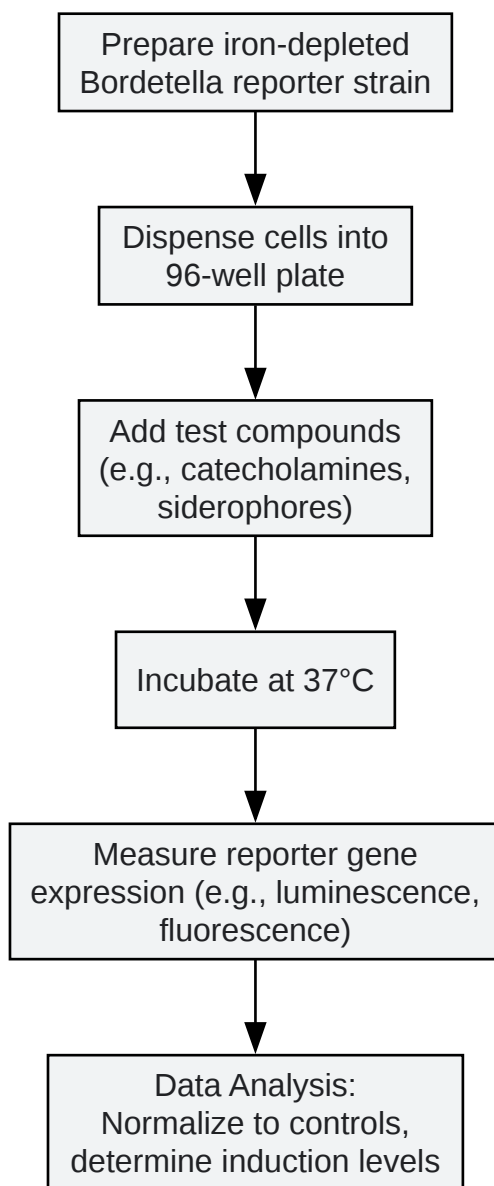 Prepare iron-depleted
Bordetella reporter strain
Dispense cells into
96-well plate
Add test compounds
(e.g., catecholamines,
siderophores)
Incubate at 37°C
Measure reporter gene
expression (e.g., luminescence,
fluorescence)
Data Analysis:
Normalize to controls,
determine induction levels